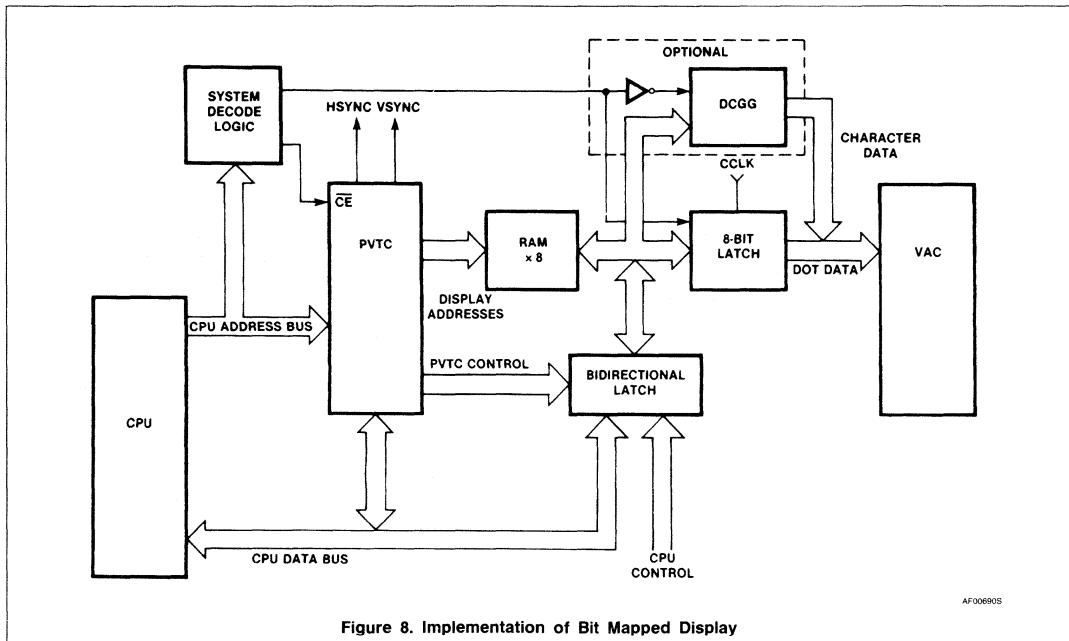 OPTIONAL
SYSTEM
DECODE
LOGIC
HSYNC VSYNC
DCGG
CHARACTER
DATA
CCLK
CE
PVTC
RAM
x 8
8-BIT
LATCH
DOT DATA
VAC
DISPLAY
ADDRESSES
CPU ADDRESS BUS
PVTC CONTROL
BIDIRECTIONAL
LATCH
CPU
CPU DATA BUS
CPU
CONTROL
AF00690S
Figure 8. Implementation of Bit Mapped Display